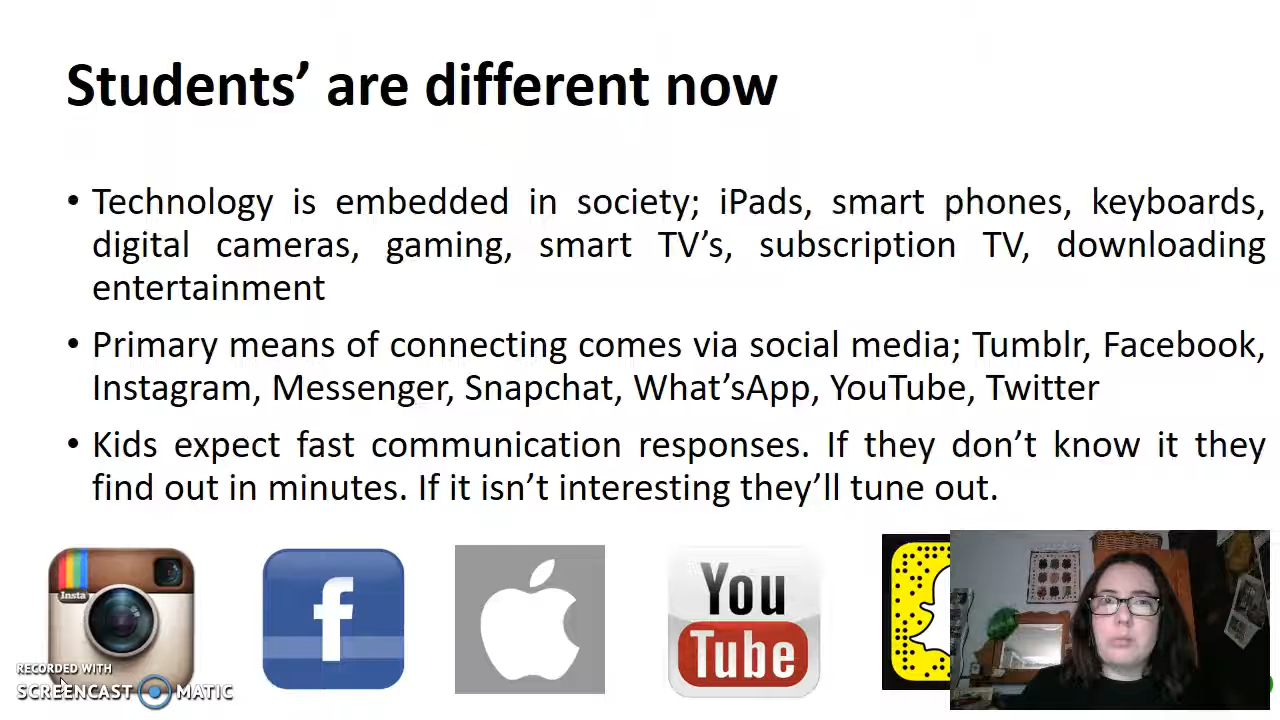 Students’ are different now
• Technology is embedded in society; iPads, smart phones, keyboards,
digital cameras, gaming, smart TV’s, subscription TV, downloading
entertainment
• Primary means of connecting comes via social media; Tumblr, Facebook,
Instagram, Messenger, Snapchat, What’sApp, YouTube, Twitter
• Kids expect fast communication responses. If they don’t know it they
find out in minutes. If it isn’t interesting they’ll tune out.
Insta
f
You
Tube
RECORDED WITH
SCREENCAST MATIC